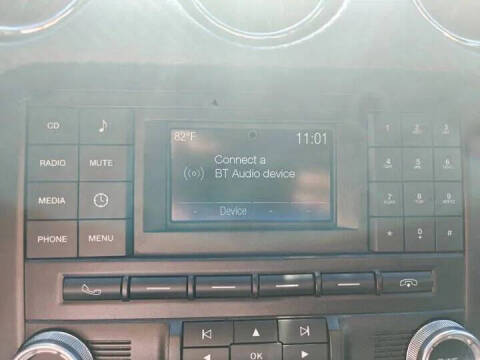 CD
82°F
11:01
1
2
3
RADIO
MUTE
Connect a
BT Audio device
4
5
6
MEDIA
7
8
9
Device
PHONE
MENU
*
0
+
#
OK